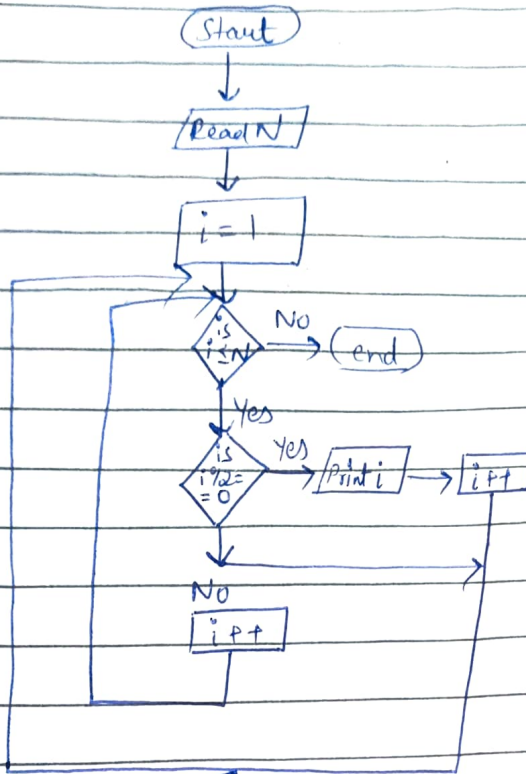 Start
Read N
i = 1
is
i ≤ N
No
end
Yes
is
i%2=
= 0
Yes
Print i
i++
No
i++